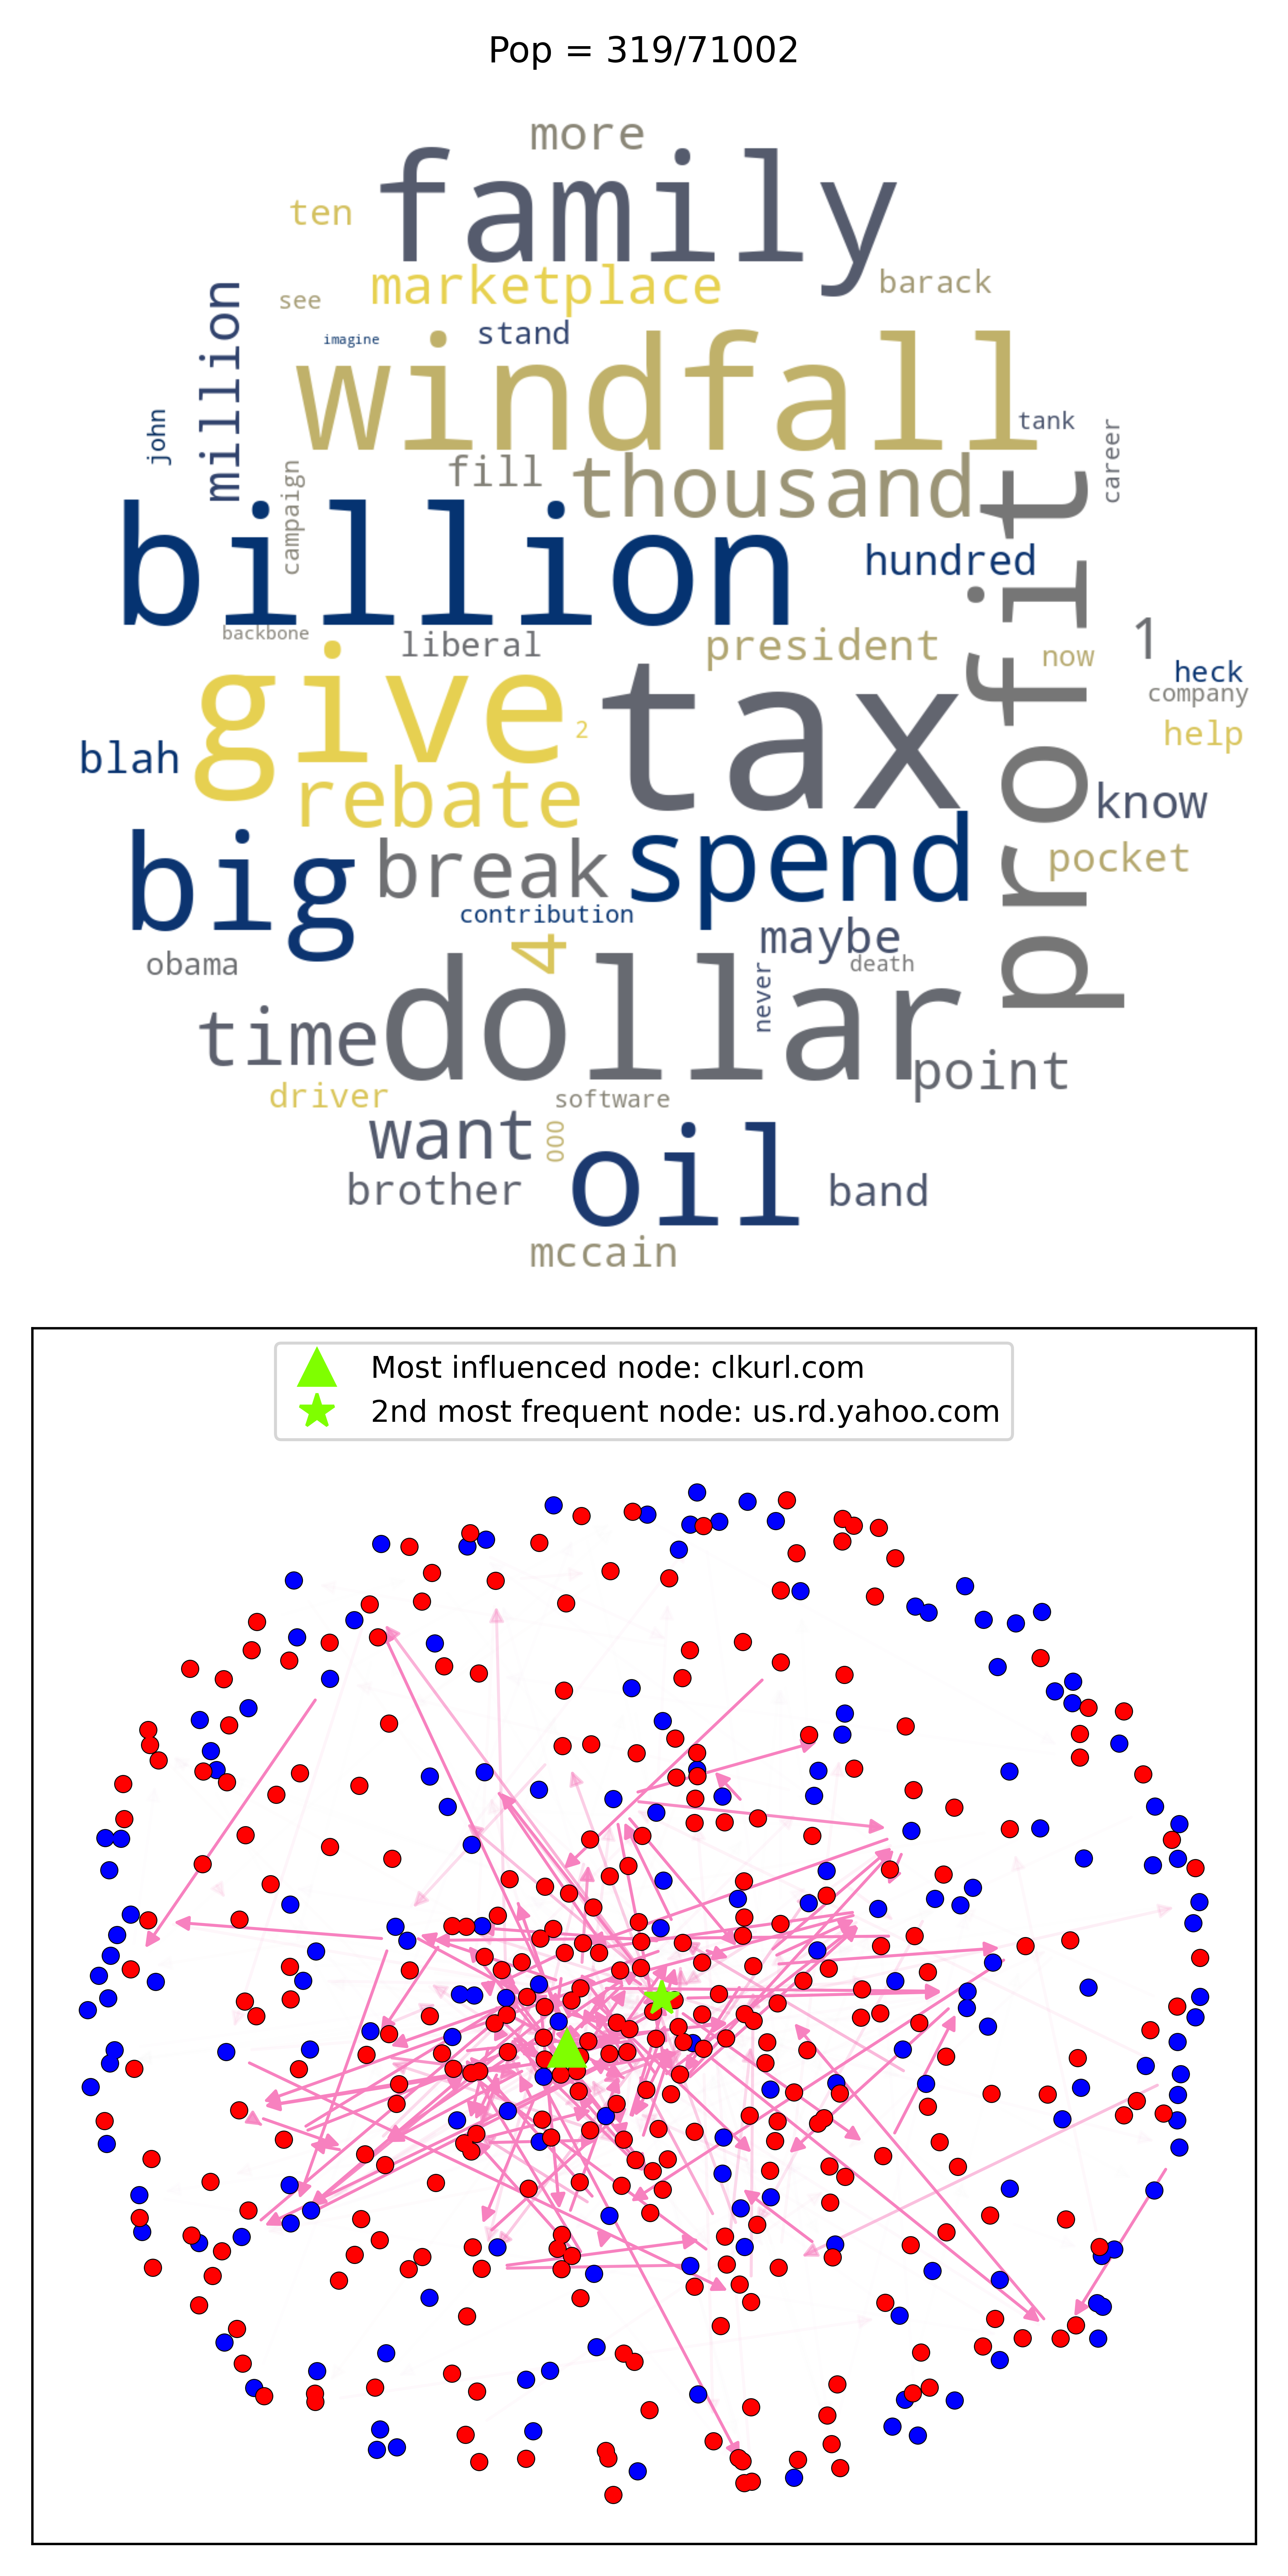 Pop = 319/71002
more
family
ten
marketplace
barack
see
million
imagine
stand
windfall
tank
john
career
campaign
fill
thousand
profit
billion
hundred
backbone
liberal
president
now
1
heck
company
give
2
tax
help
blah
rebate
know
big
break
spend
pocket
contribution
4
maybe
obama
death
never
time
dollar
point
driver
software
want
000
oil
brother
band
mccain
Most influenced node: clkurl.com
2nd most frequent node: us.rd.yahoo.com